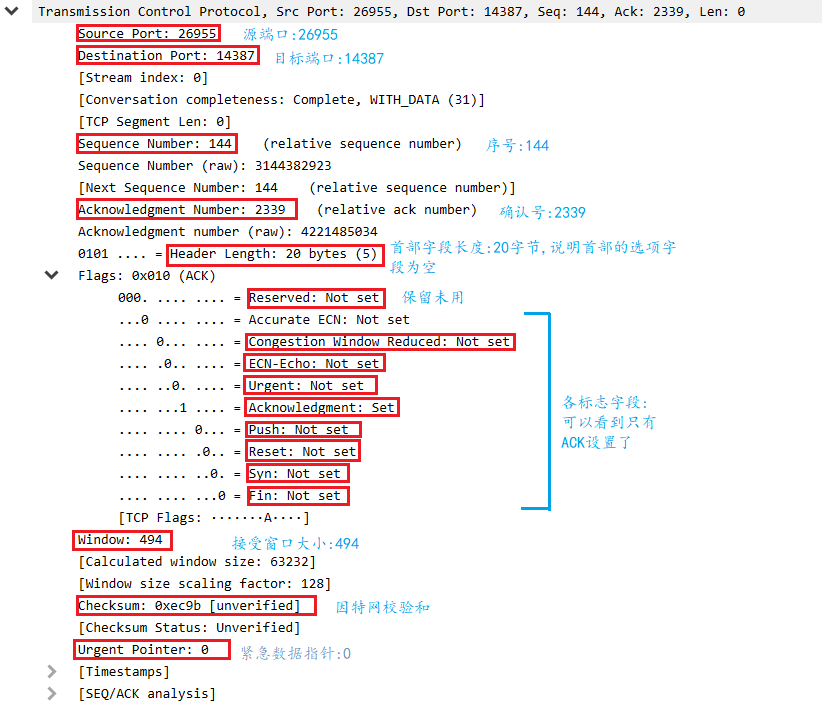 Transmission Control Protocol, Src Port: 26955, Dst Port: 14387, Seq: 144, Ack: 2339, Len: 0
Source Port: 26955 源端口:26955
Destination Port: 14387 目标端口:14387
[Stream index: 0]
[Conversation completeness: Complete, WITH_DATA (31)]
[TCP Segment Len: 0]
Sequence Number: 144 (relative sequence number) 序号:144
Sequence Number (raw): 3144382923
[Next Sequence Number: 144 (relative sequence number)]
Acknowledgment Number: 2339 (relative ack number) 确认号:2339
Acknowledgment number (raw): 4221485034
0101 .... = Header Length: 20 bytes (5) 首部字段长度:20字节,说明首部的选项字
段为空
Flags: 0x010 (ACK)
000. .... .... = Reserved: Not set 保留未用
...0 .... .... = Accurate ECN: Not set
.... 0... .... = Congestion Window Reduced: Not set
.... .0.. .... = ECN-Echo: Not set
.... ..0. .... = Urgent: Not set
.... ...1 .... = Acknowledgment: Set
.... .... 0... = Push: Not set
.... .... .0.. = Reset: Not set
.... .... ..0. = Syn: Not set
.... .... ...0 = Fin: Not set
各标志字段:
可以看到只有
ACK设置了
[TCP Flags: ·······A····]
Window: 494 接受窗口大小:494
[Calculated window size: 63232]
[Window size scaling factor: 128]
Checksum: 0xec9b [unverified] 因特网校验和
[Checksum Status: Unverified]
Urgent Pointer: 0 紧急数据指针:0
[Timestamps]
[SEQ/ACK analysis]